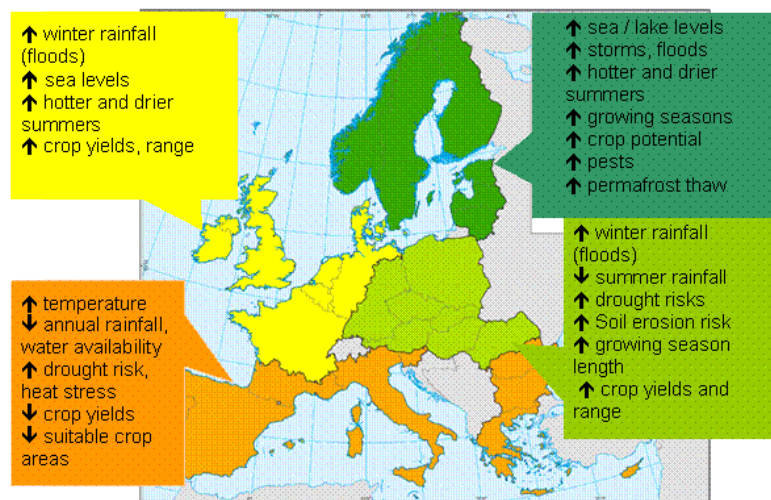 ↑ winter rainfall
(floods)
↑ sea levels
↑ hotter and drier
summers
↑ crop yields, range
↑ sea / lake levels
↑ storms, floods
↑ hotter and drier
summers
↑ growing seasons
↑ crop potential
↑ pests
↑ permafrost thaw
↑ temperature
↓ annual rainfall,
water availability
↑ drought risk,
heat stress
↓ crop yields
↓ suitable crop
areas
↑ winter rainfall
(floods)
↓ summer rainfall
↑ drought risks
↑ Soil erosion risk
↑ growing season
length
↑ crop yields and
range